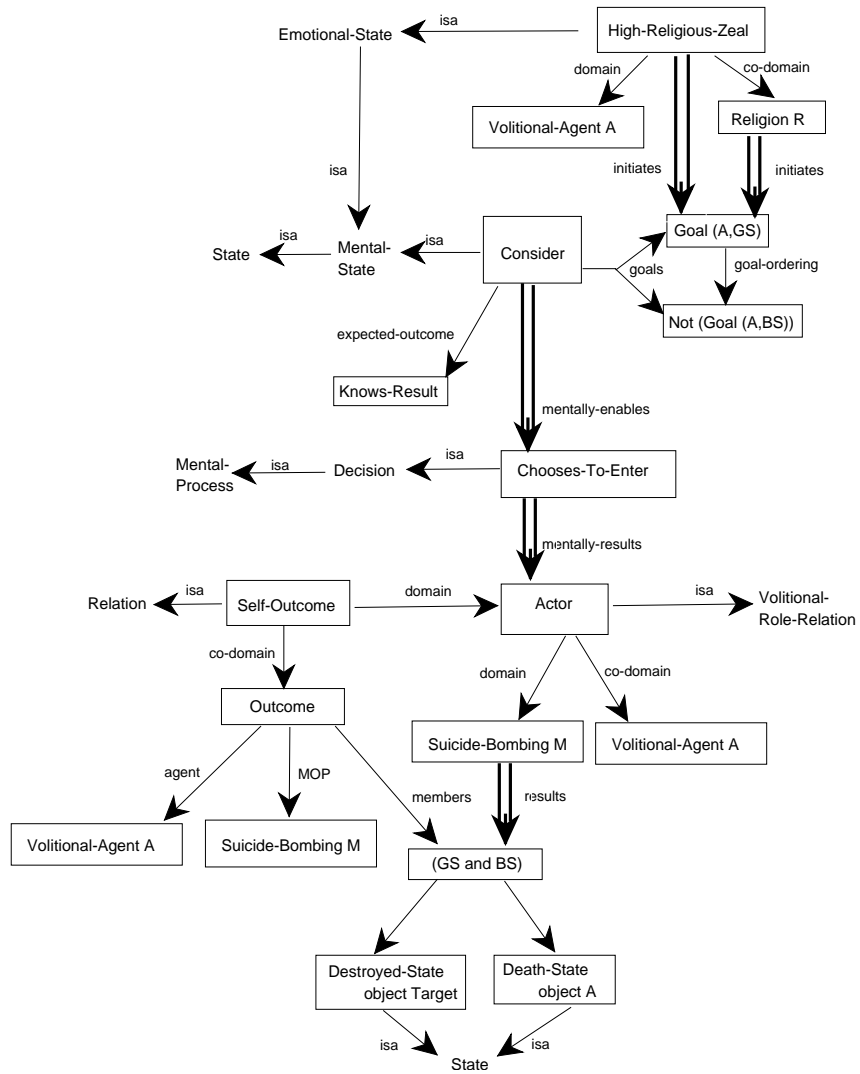 isa
High-Religious-Zeal
Emotional-State
domain
co-domain
Volitional-Agent A
Religion R
isa
initiates
initiates
Goal (A,GS)
isa
isa
State
Mental-
State
Consider
goals
goal-ordering
Not (Goal (A,BS))
expected-outcome
Knows-Result
mentally-enables
Mental-
Process
isa
Decision
isa
Chooses-To-Enter
mentally-results
Relation
isa
Self-Outcome
domain
Actor
isa
Volitional-
Role-Relation
co-domain
domain
co-domain
Outcome
Suicide-Bombing M
Volitional-Agent A
agent
MOP
members
results
Volitional-Agent A
Suicide-Bombing M
(GS and BS)
Destroyed-State
object Target
Death-State
object A
isa
isa
State